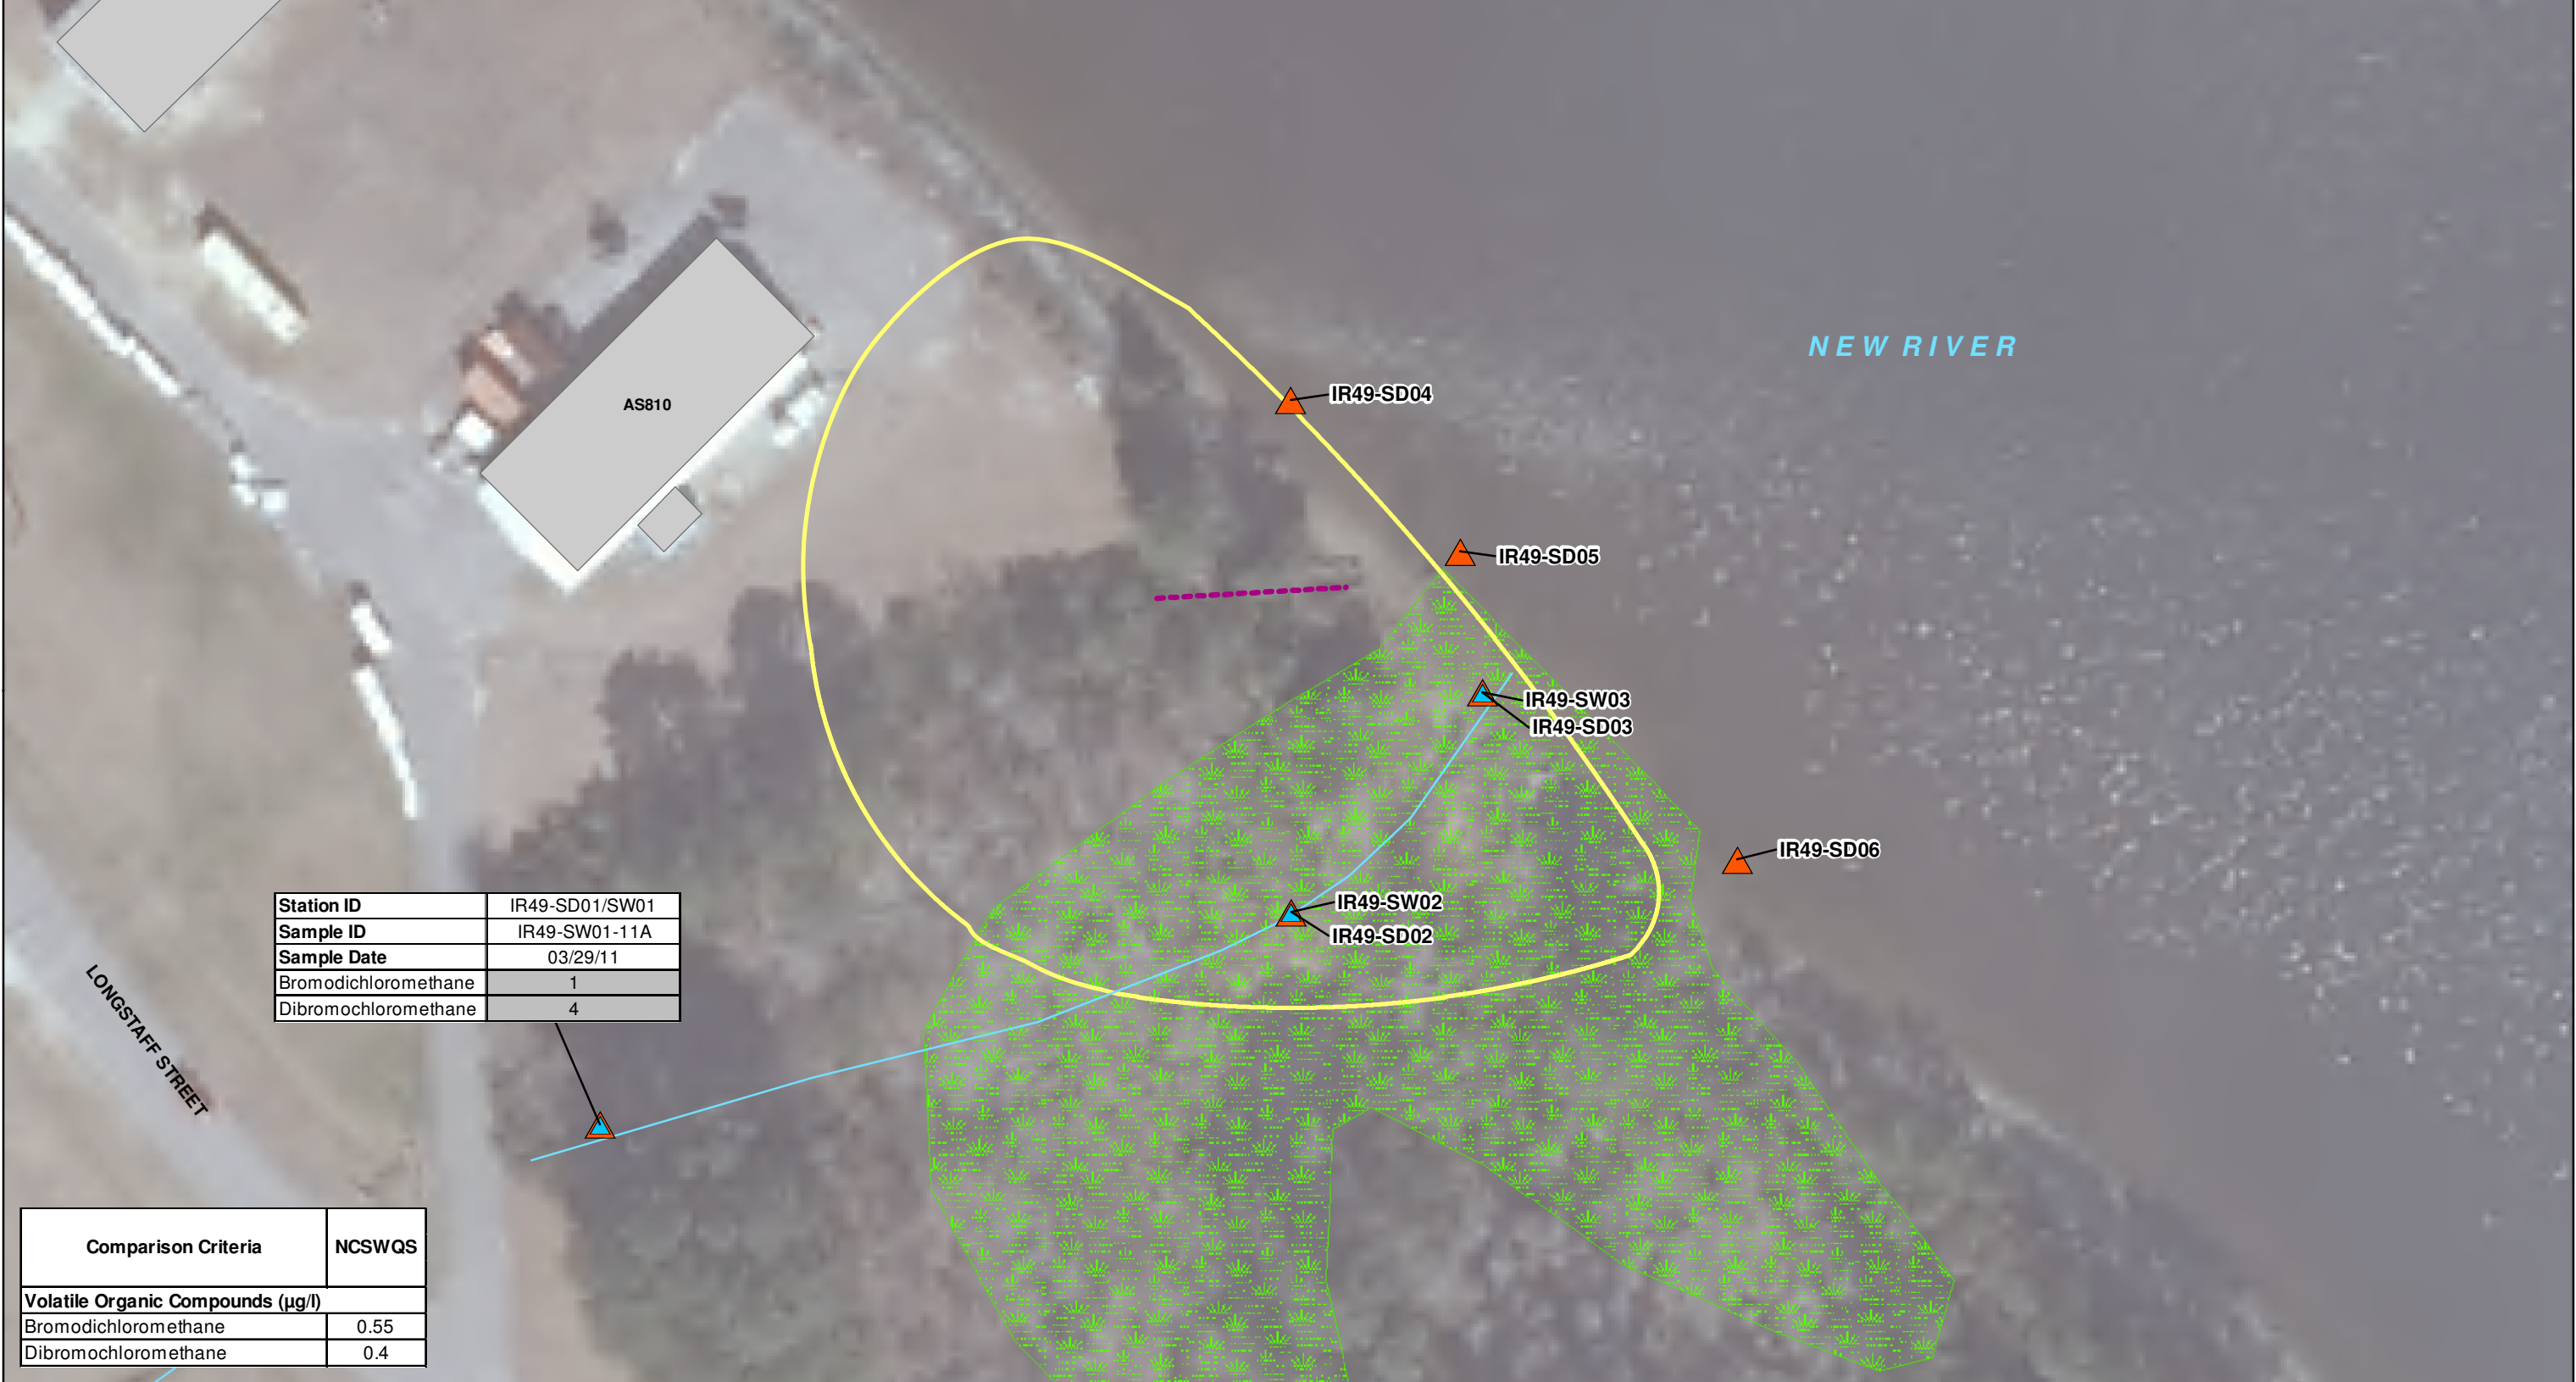 NEW RIVER
IR49-SD04
AS810
IR49-SD05
IR49-SW03
IR49-SD03
IR49-SD06
IR49-SW02
IR49-SD02
Station ID IR49-SD01/SW01
Sample ID IR49-SW01-11A
Sample Date 03/29/11
Bromodichloromethane 1
Dibromochloromethane 4
LONGSTAFF STREET
Comparison Criteria NCSWQS
Volatile Organic Compounds (µg/l)
Bromodichloromethane 0.55
Dibromochloromethane 0.4